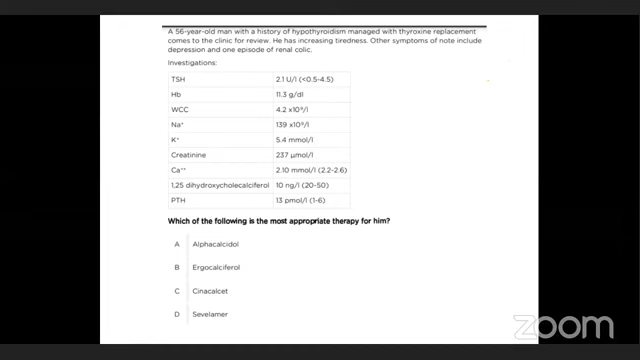 A 56-year-old man with a history of hypothyroidism managed with thyroxine replacement
comes to the clinic for review. He has increasing tiredness. Other symptoms of note include
depression and one episode of renal colic.
Investigations:
TSH 2.1 U/l (<0.5-4.5)
Hb 11.3 g/dl
WCC 4.2 x10⁹/l
Na⁺ 139 x10⁹/l
K⁺ 5.4 mmol/l
Creatinine 237 µmol/l
Ca⁺⁺ 2.10 mmol/l (2.2-2.6)
1,25 dihydroxycholecalciferol 10 ng/l (20-50)
PTH 13 pmol/l (1-6)
Which of the following is the most appropriate therapy for him?
A Alphacalcidol
B Ergocalciferol
C Cinacalcet
D Sevelamer
zoom